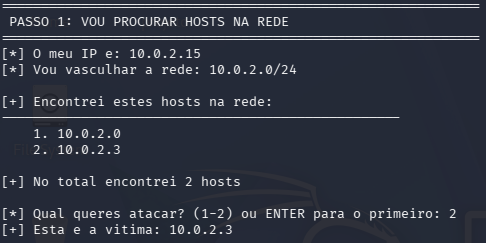 PASSO 1: VOU PROCURAR HOSTS NA REDE
[*] O meu IP e: 10.0.2.15
[*] Vou vasculhar a rede: 10.0.2.0/24
[+] Encontrei estes hosts na rede:
1. 10.0.2.0
2. 10.0.2.3
[+] No total encontrei 2 hosts
[*] Qual queres atacar? (1-2) ou ENTER para o primeiro: 2
[+] Esta e a vitima: 10.0.2.3